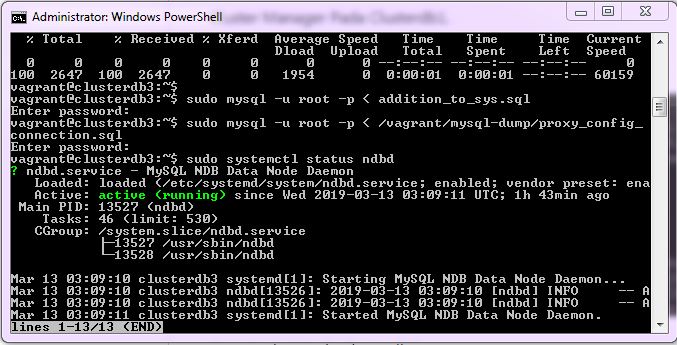 Administrator: Windows PowerShell
% Total % Received % Xferd Average Speed Time Time Time Current
Dload Upload Total Spent Left Speed
0 0 0 0 0 0 0 0 --:--:-- --:--:-- --:--:-- 0
100 2647 100 2647 0 0 1954 0 0:00:01 0:00:01 --:--:-- 60159
vagrant@clusterdb3:~$
vagrant@clusterdb3:~$ sudo mysql -u root -p < addition_to_sys.sql
Enter password:
vagrant@clusterdb3:~$ sudo mysql -u root -p < /vagrant/mysql-dump/proxy_config_
connection.sql
Enter password:
vagrant@clusterdb3:~$ sudo systemctl status ndbd
? ndbd.service - MySQL NDB Data Node Daemon
Loaded: loaded (/etc/systemd/system/ndbd.service; enabled; vendor preset: ena
Active: active (running) since Wed 2019-03-13 03:09:11 UTC; 1h 43min ago
Main PID: 13527 (ndbd)
Tasks: 46 (limit: 530)
CGroup: /system.slice/ndbd.service
├─13527 /usr/sbin/ndbd
└─13528 /usr/sbin/ndbd
Mar 13 03:09:10 clusterdb3 systemd[1]: Starting MySQL NDB Data Node Daemon...
Mar 13 03:09:10 clusterdb3 ndbd[13526]: 2019-03-13 03:09:10 [ndbd] INFO -- A
Mar 13 03:09:10 clusterdb3 ndbd[13526]: 2019-03-13 03:09:10 [ndbd] INFO -- A
Mar 13 03:09:11 clusterdb3 systemd[1]: Started MySQL NDB Data Node Daemon.
lines 1-13/13 (END)